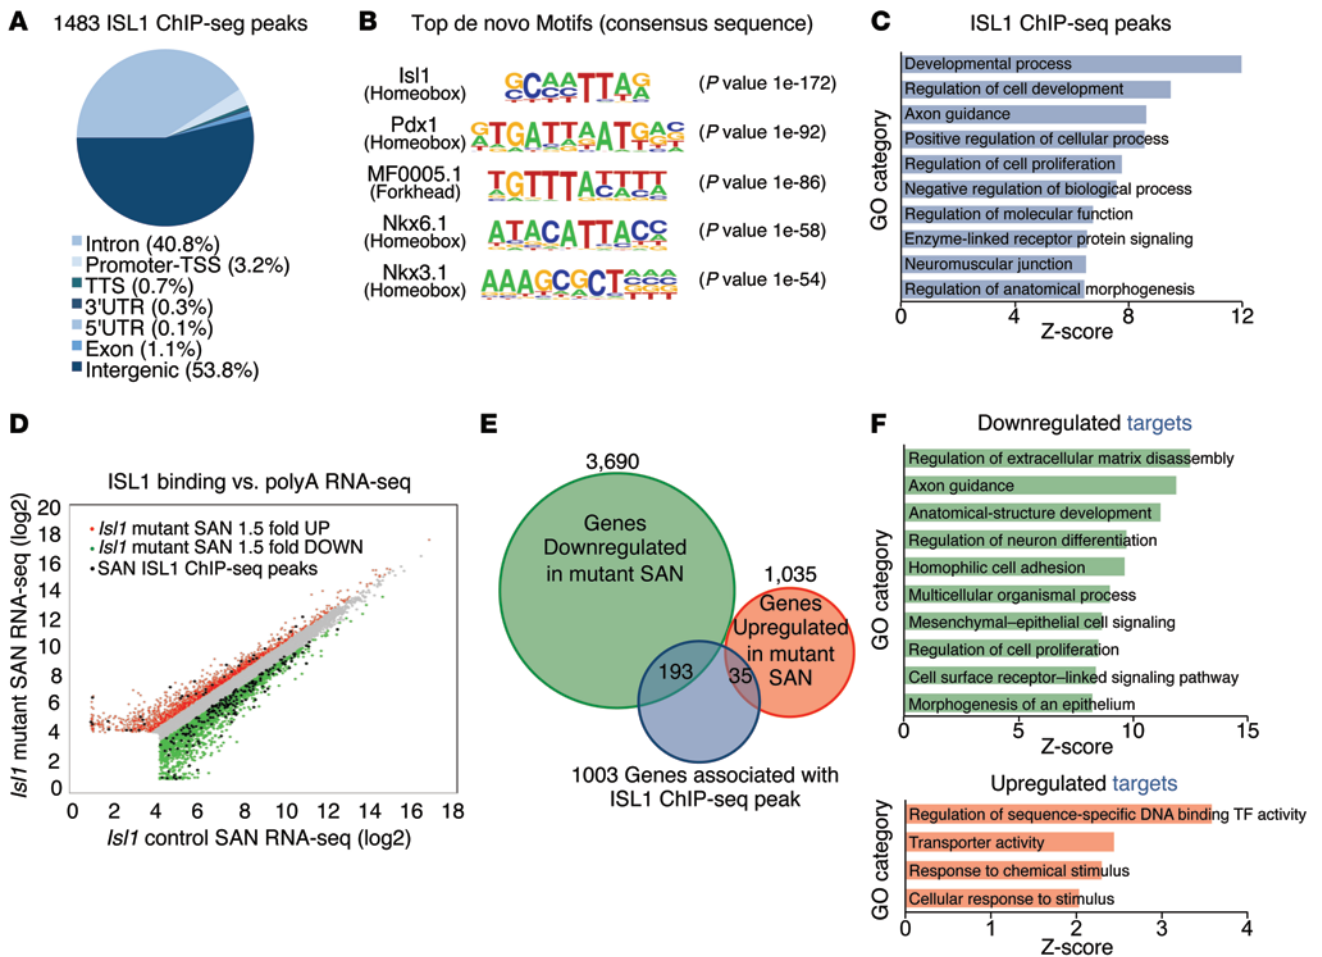 A
1483 ISL1 ChIP-seg peaks
Intron (40.8%)
Promoter-TSS (3.2%)
TTS (0.7%)
3'UTR (0.3%)
5'UTR (0.1%)
Exon (1.1%)
Intergenic (53.8%)
B
Top de novo Motifs (consensus sequence)
Isl1
(Homeobox)
(P value 1e-172)
Pdx1
(Homeobox)
(P value 1e-92)
MF0005.1
(Forkhead)
(P value 1e-86)
Nkx6.1
(Homeobox)
(P value 1e-58)
Nkx3.1
(Homeobox)
(P value 1e-54)
C
ISL1 ChIP-seq peaks
GO category
Developmental process
Regulation of cell development
Axon guidance
Positive regulation of cellular process
Regulation of cell proliferation
Negative regulation of biological process
Regulation of molecular function
Enzyme-linked receptor protein signaling
Neuromuscular junction
Regulation of anatomical morphogenesis
0 4 8 12
Z-score
D
ISL1 binding vs. polyA RNA-seq
Isl1 mutant SAN RNA-seq (log2)
20
18
16
14
12
10
8
6
4
2
0
Isl1 mutant SAN 1.5 fold UP
Isl1 mutant SAN 1.5 fold DOWN
SAN ISL1 ChIP-seq peaks
0 2 4 6 8 10 12 14 16 18
Isl1 control SAN RNA-seq (log2)
E
3,690
Genes
Downregulated
in mutant SAN
1,035
Genes
Upregulated
in mutant
SAN
193
35
1003 Genes associated with
ISL1 ChIP-seq peak
F
Downregulated targets
GO category
Regulation of extracellular matrix disassembly
Axon guidance
Anatomical-structure development
Regulation of neuron differentiation
Homophilic cell adhesion
Multicellular organismal process
Mesenchymal–epithelial cell signaling
Regulation of cell proliferation
Cell surface receptor–linked signaling pathway
Morphogenesis of an epithelium
0 5 10 15
Z-score
Upregulated targets
GO category
Regulation of sequence-specific DNA binding TF activity
Transporter activity
Response to chemical stimulus
Cellular response to stimulus
0 1 2 3 4
Z-score